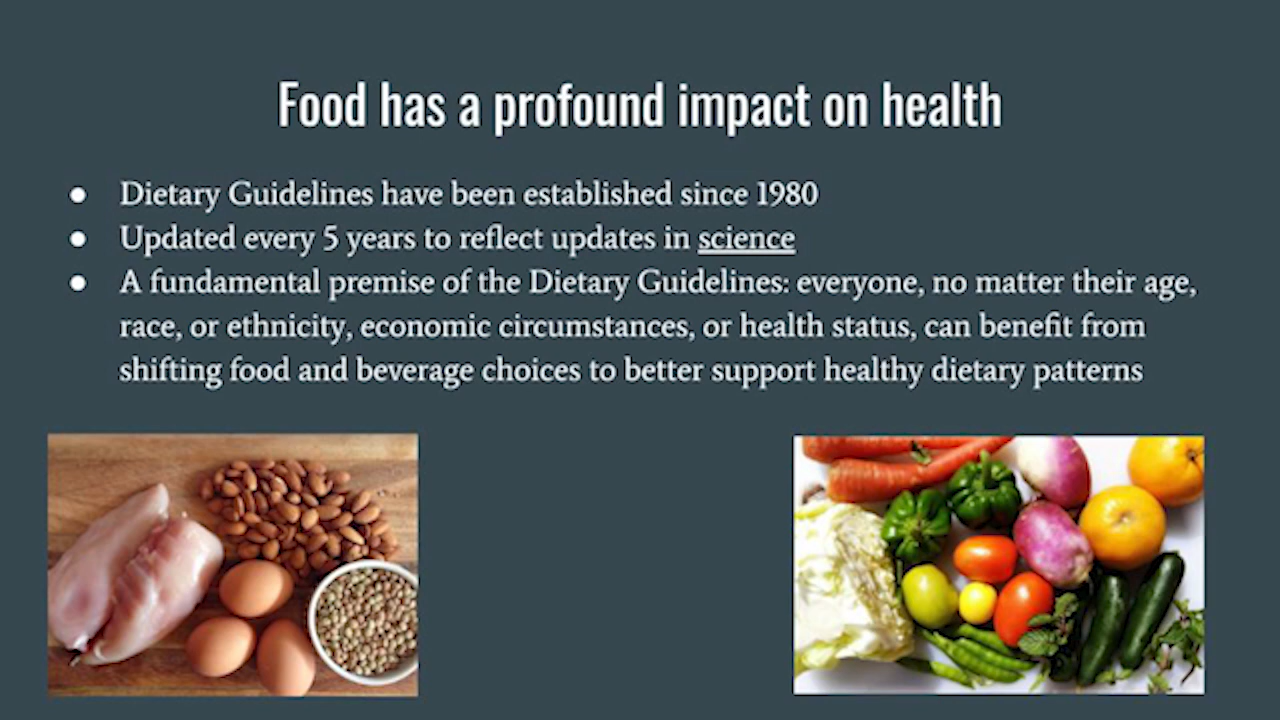 Food has a profound impact on health
● Dietary Guidelines have been established since 1980
● Updated every 5 years to reflect updates in science
● A fundamental premise of the Dietary Guidelines: everyone, no matter their age,
race, or ethnicity, economic circumstances, or health status, can benefit from
shifting food and beverage choices to better support healthy dietary patterns